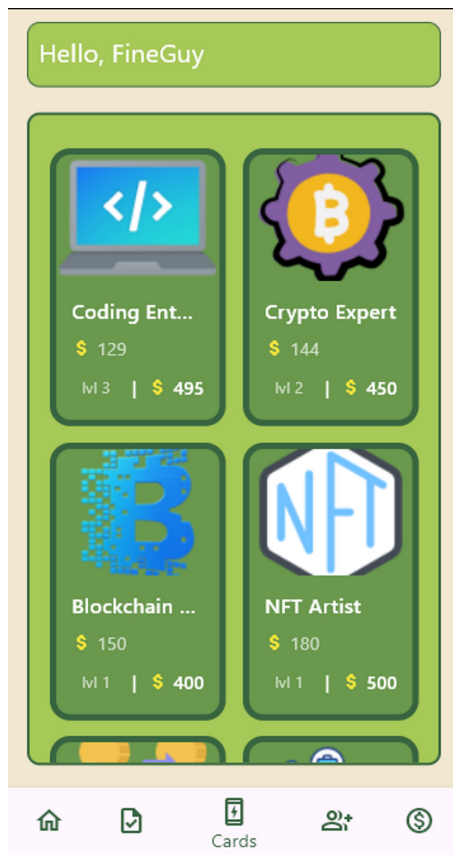 Hello, FineGuy
</>
Coding Ent...
$ 129
lvl 3 | $ 495
Crypto Expert
$ 144
lvl 2 | $ 450
Blockchain ...
$ 150
lvl 1 | $ 400
NFT
NFT Artist
$ 180
lvl 1 | $ 500
Cards